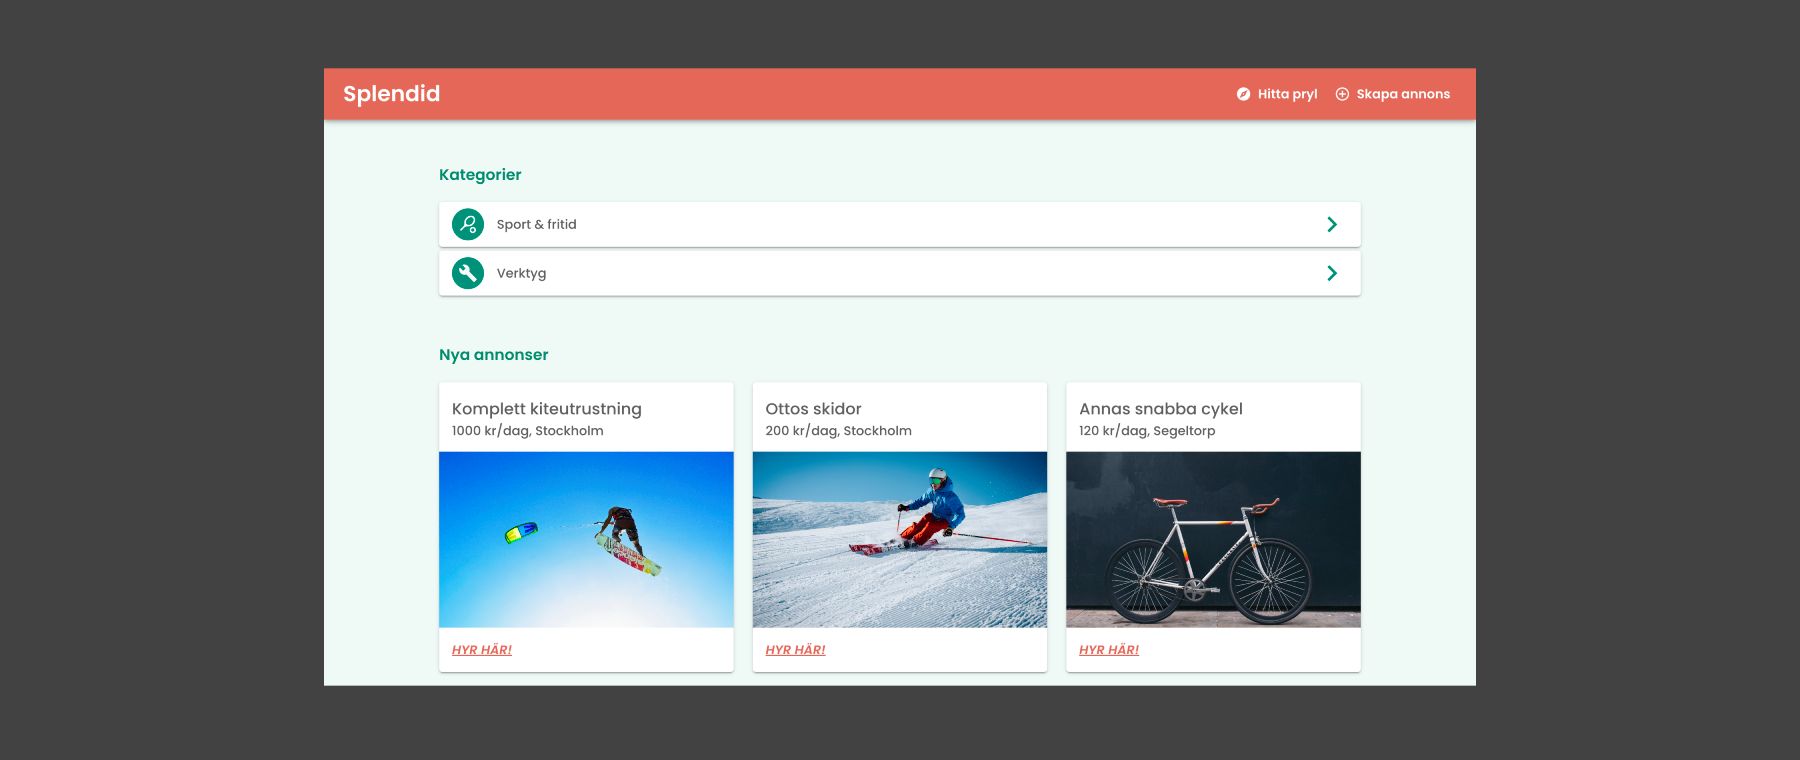 Splendid
Hitta pryl
Skapa annons
Kategorier
Sport & fritid
Verktyg
Nya annonser
Komplett kiteutrustning
1000 kr/dag, Stockholm
HYR HÄR!
Ottos skidor
200 kr/dag, Stockholm
HYR HÄR!
Annas snabba cykel
120 kr/dag, Segeltorp
HYR HÄR!